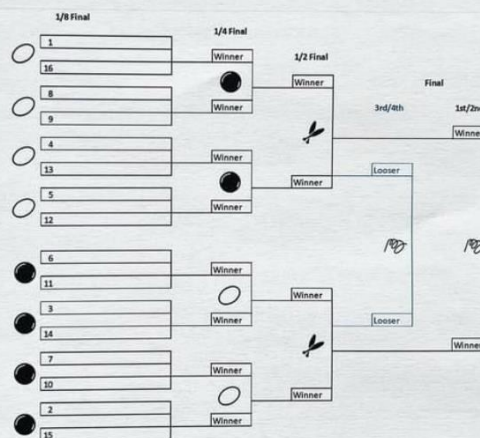 1/8 Final
1/4 Final
1/2 Final
Final
3rd/4th
1st/2n
1
16
8
9
4
13
5
12
6
11
3
14
7
10
2
15
Winner
Winner
Winner
Winner
Winner
Winner
Winner
Winner
Winner
Winner
Winner
Winner
Looser
Looser
Winne
Winne